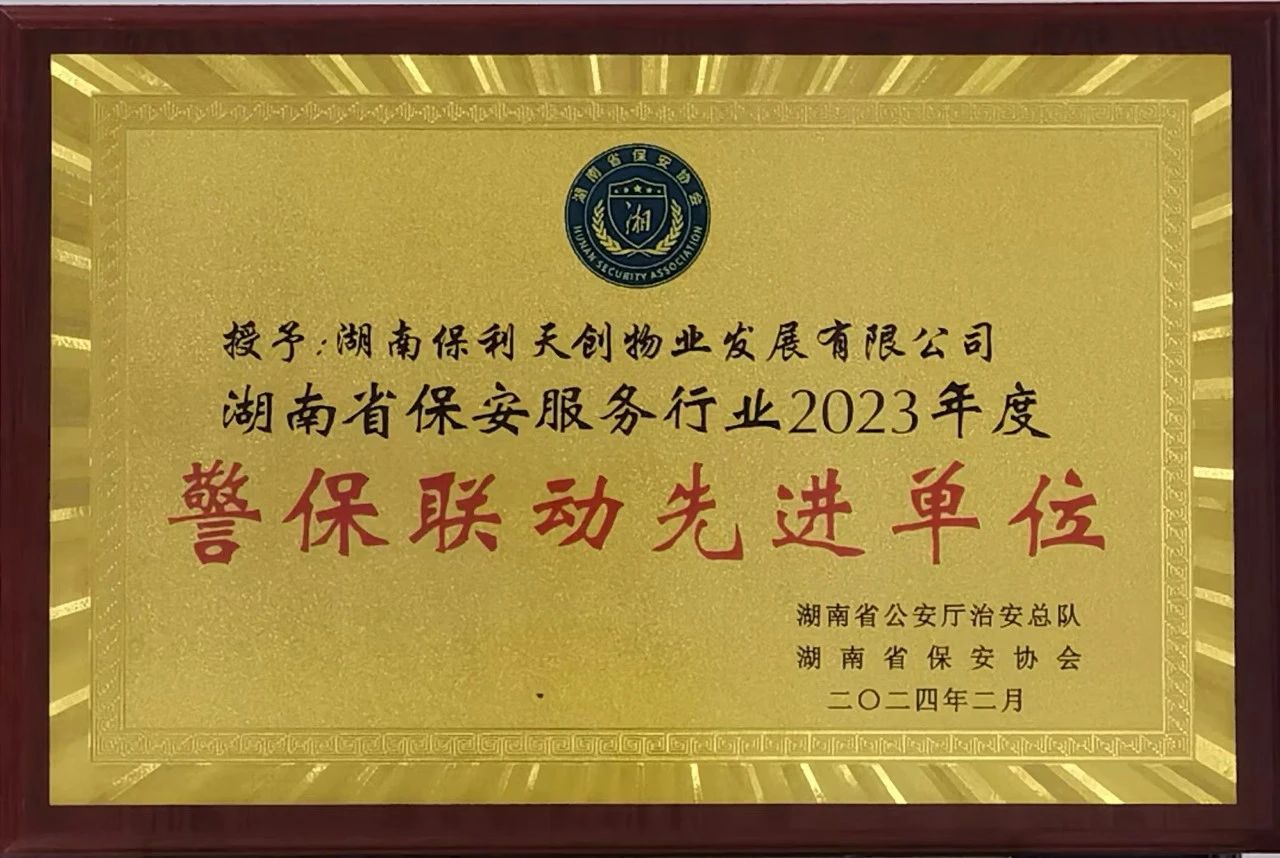 湖南省保安协会
湘
HUNAN SECURITY ASSOCIATION
授予:湖南保利天创物业发展有限公司
湖南省保安服务行业2023年度
警保联动先进单位
湖南省公安厅治安总队
湖南省保安协会
二〇二四年二月